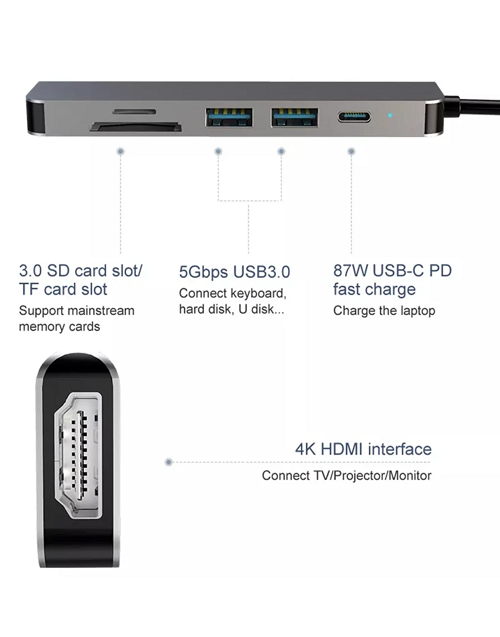 3.0 SD card slot/
TF card slot
Support mainstream
memory cards
5Gbps USB3.0
Connect keyboard,
hard disk, U disk...
87W USB-C PD
fast charge
Charge the laptop
4K HDMI interface
Connect TV/Projector/Monitor